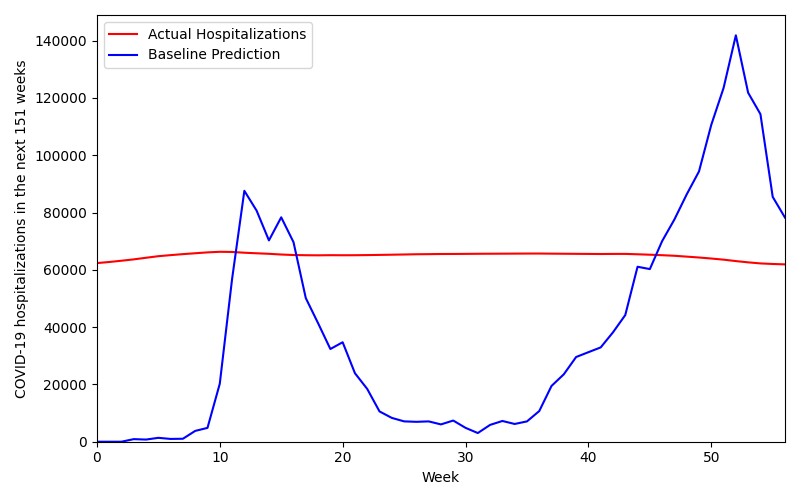 Actual Hospitalizations
Baseline Prediction
COVID-19 hospitalizations in the next 151 weeks
140000
120000
100000
80000
60000
40000
20000
0
0 10 20 30 40 50
Week